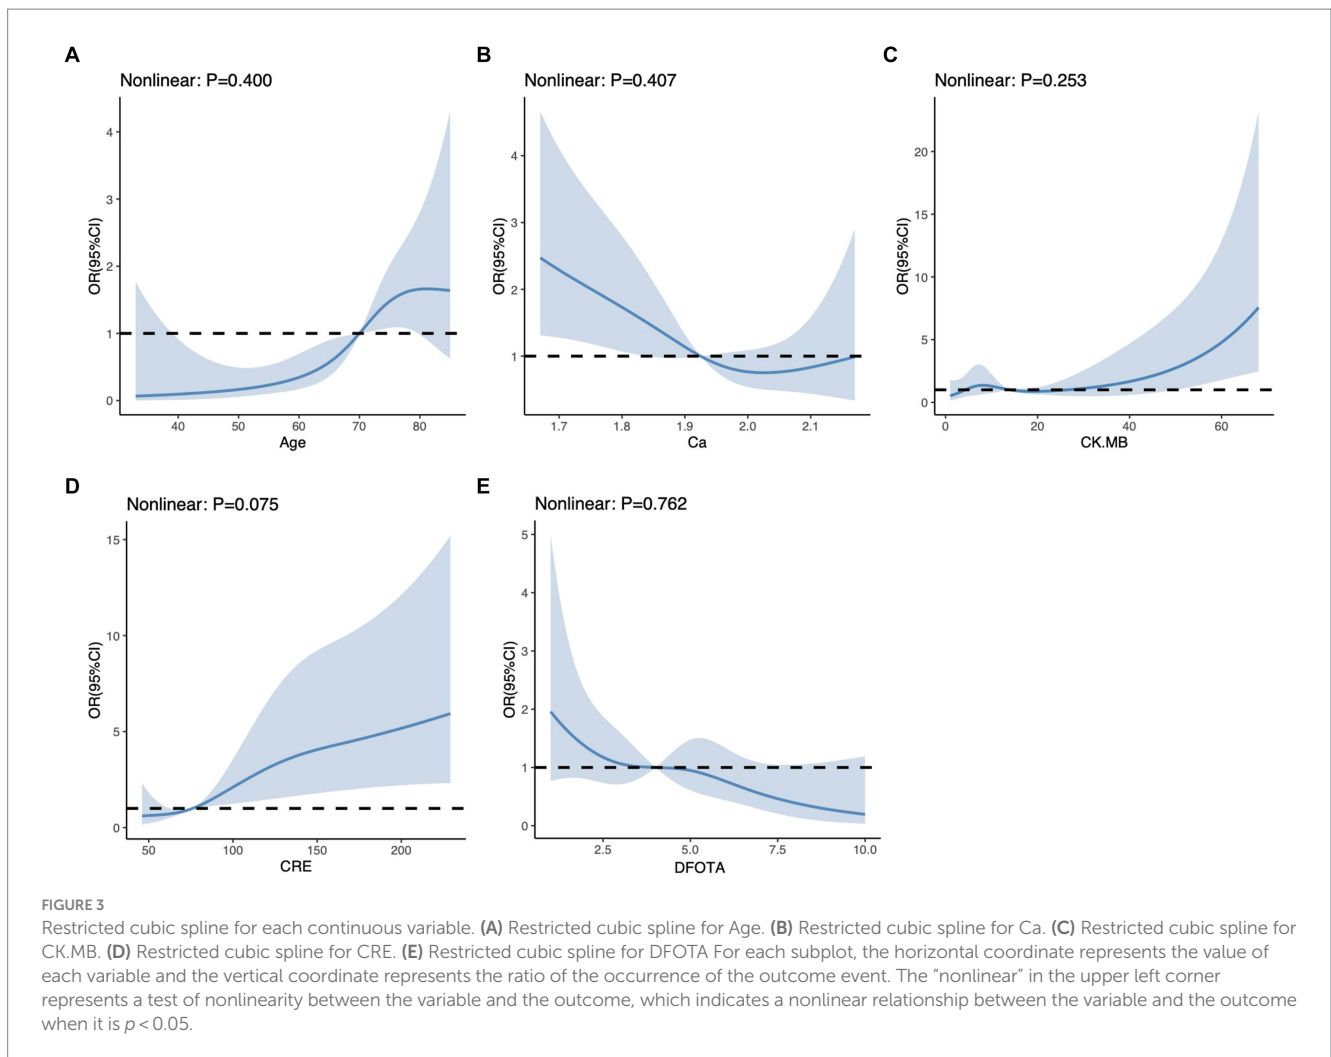 A
Nonlinear: P=0.400
OR(95%CI)
4
3
2
1
0
40 50 60 70 80
Age
B
Nonlinear: P=0.407
OR(95%CI)
4
3
2
1
1.7 1.8 1.9 2.0 2.1
Ca
C
Nonlinear: P=0.253
OR(95%CI)
20
15
10
5
0
0 20 40 60
CK.MB
D
Nonlinear: P=0.075
OR(95%CI)
15
10
5
0
50 100 150 200
CRE
E
Nonlinear: P=0.762
OR(95%CI)
5
4
3
2
1
0
2.5 5.0 7.5 10.0
DFOTA
FIGURE 3
Restricted cubic spline for each continuous variable. (A) Restricted cubic spline for Age. (B) Restricted cubic spline for Ca. (C) Restricted cubic spline for
CK.MB. (D) Restricted cubic spline for CRE. (E) Restricted cubic spline for DFOTA For each subplot, the horizontal coordinate represents the value of
each variable and the vertical coordinate represents the ratio of the occurrence of the outcome event. The “nonlinear” in the upper left corner
represents a test of nonlinearity between the variable and the outcome, which indicates a nonlinear relationship between the variable and the outcome
when it is p < 0.05.